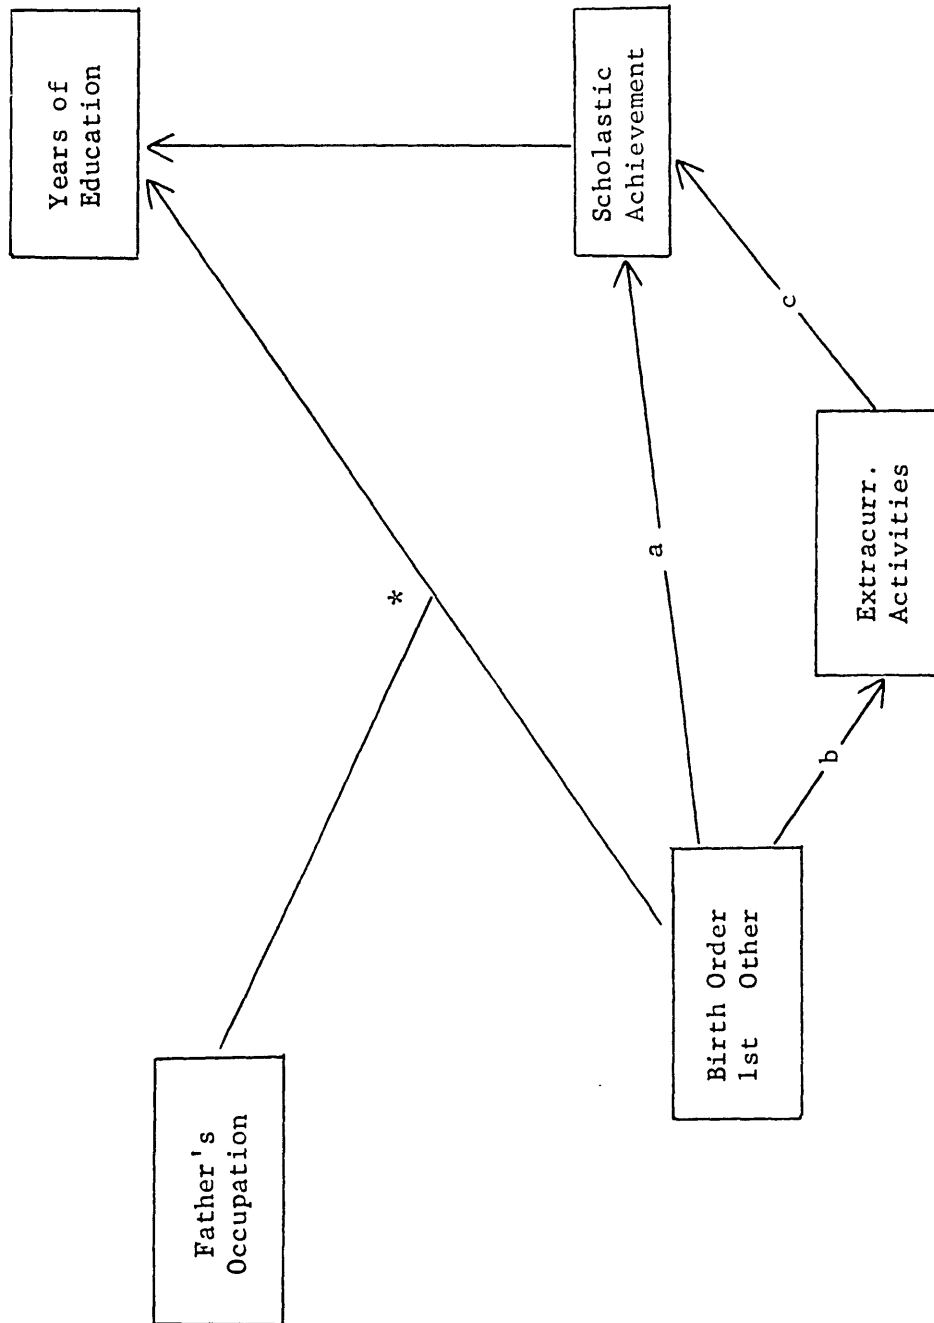 Years of
Education
Father's
Occupation
*
Scholastic
Achievement
a
Birth Order
1st Other
b
c
Extracurr.
Activities